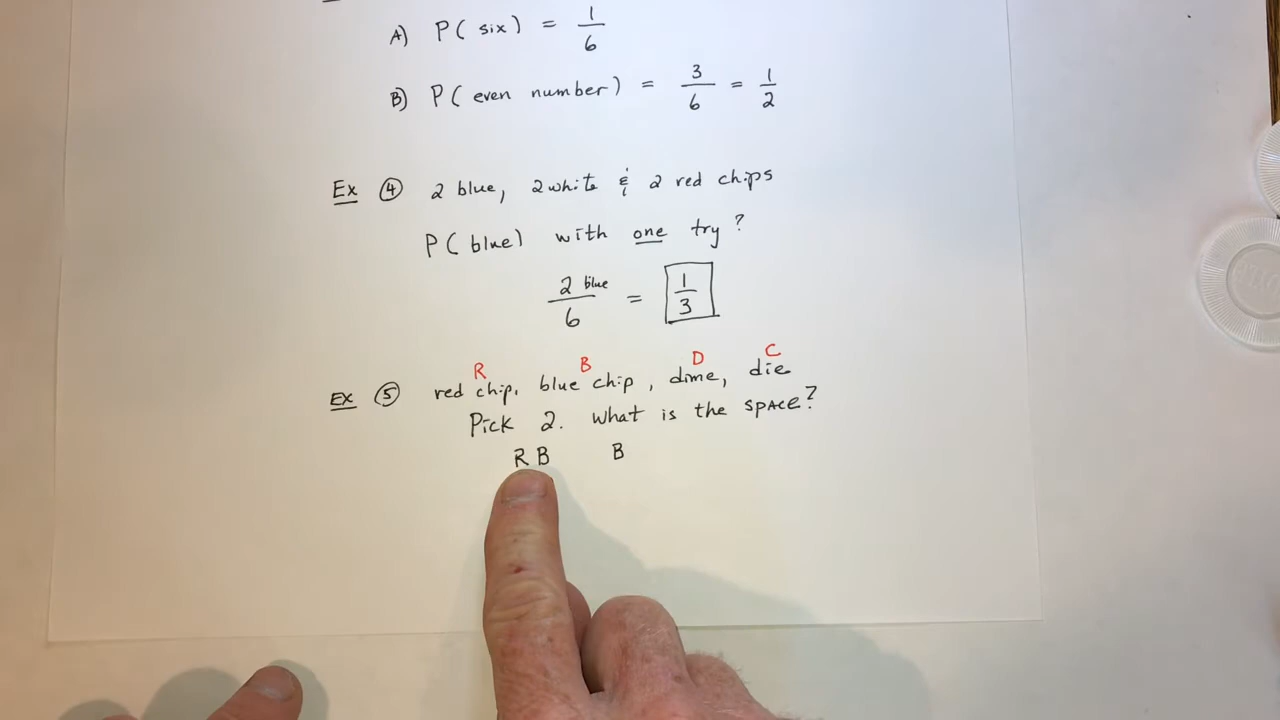 A) P( six) = 1/6
B) P( even number) = 3/6 = 1/2
Ex ④ 2 blue, 2 white & 2 red chips
P( blue) with one try?
2 blue/6 = 1/3
R B D C
Ex ⑤ red chip, blue chip, dime, die
Pick 2. What is the space?
R B B